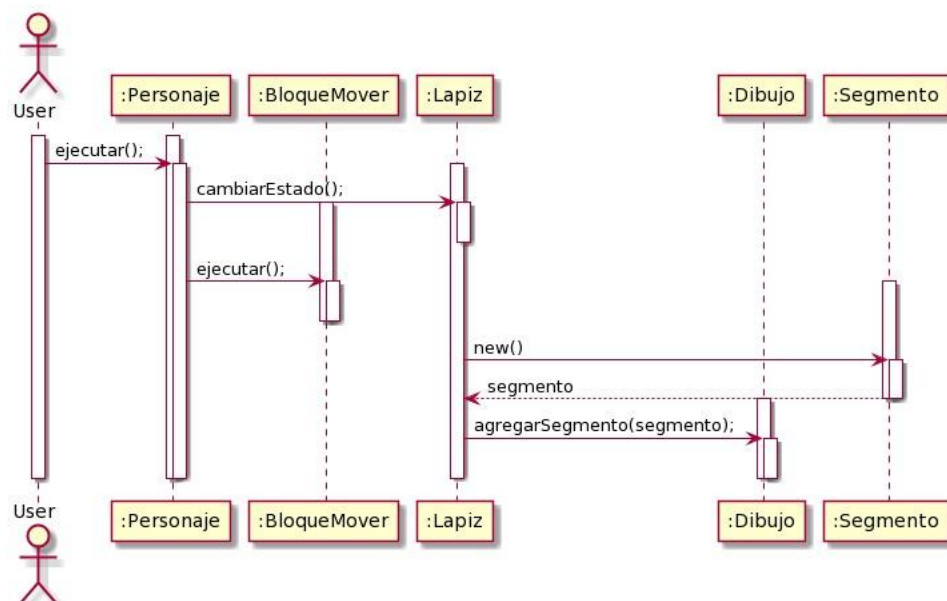 User
:Personaje
:BloqueMover
:Lapiz
:Dibujo
:Segmento
ejecutar();
cambiarEstado();
ejecutar();
new()
segmento
agregarSegmento(segmento);
User
:Personaje
:BloqueMover
:Lapiz
:Dibujo
:Segmento